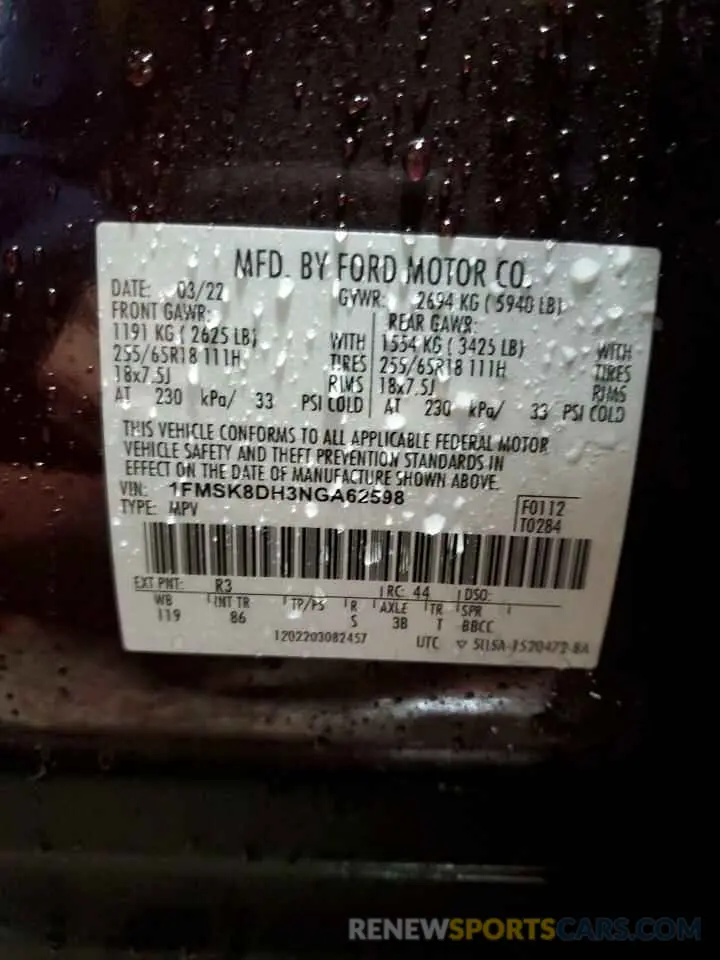 MFD. BY FORD MOTOR CO.
DATE: 03/22 GVWR: 2694 KG ( 5940 LB)
FRONT GAWR: REAR GAWR:
1191 KG ( 2625 LB) WITH 1554 KG ( 3425 LB) WITH
255/65R18 111H TIRES 255/65R18 111H TIRES
18x7.5J RIMS 18x7.5J RIMS
AT 230 kPa/ 33 PSI COLD AT 230 kPa/ 33 PSI COLD
THIS VEHICLE CONFORMS TO ALL APPLICABLE FEDERAL MOTOR
VEHICLE SAFETY AND THEFT PREVENTION STANDARDS IN
EFFECT ON THE DATE OF MANUFACTURE SHOWN ABOVE.
VIN: 1FMSK8DH3NGA62598 F0112
TYPE: MPV T0284
EXT PNT: R3 RC: 44 DSO:
WB INT TR TP/PS R AXLE TR SPR
119 86 S 3B T BBCC
1202203082457 UTC
RENEWSPORTSCARS.COM